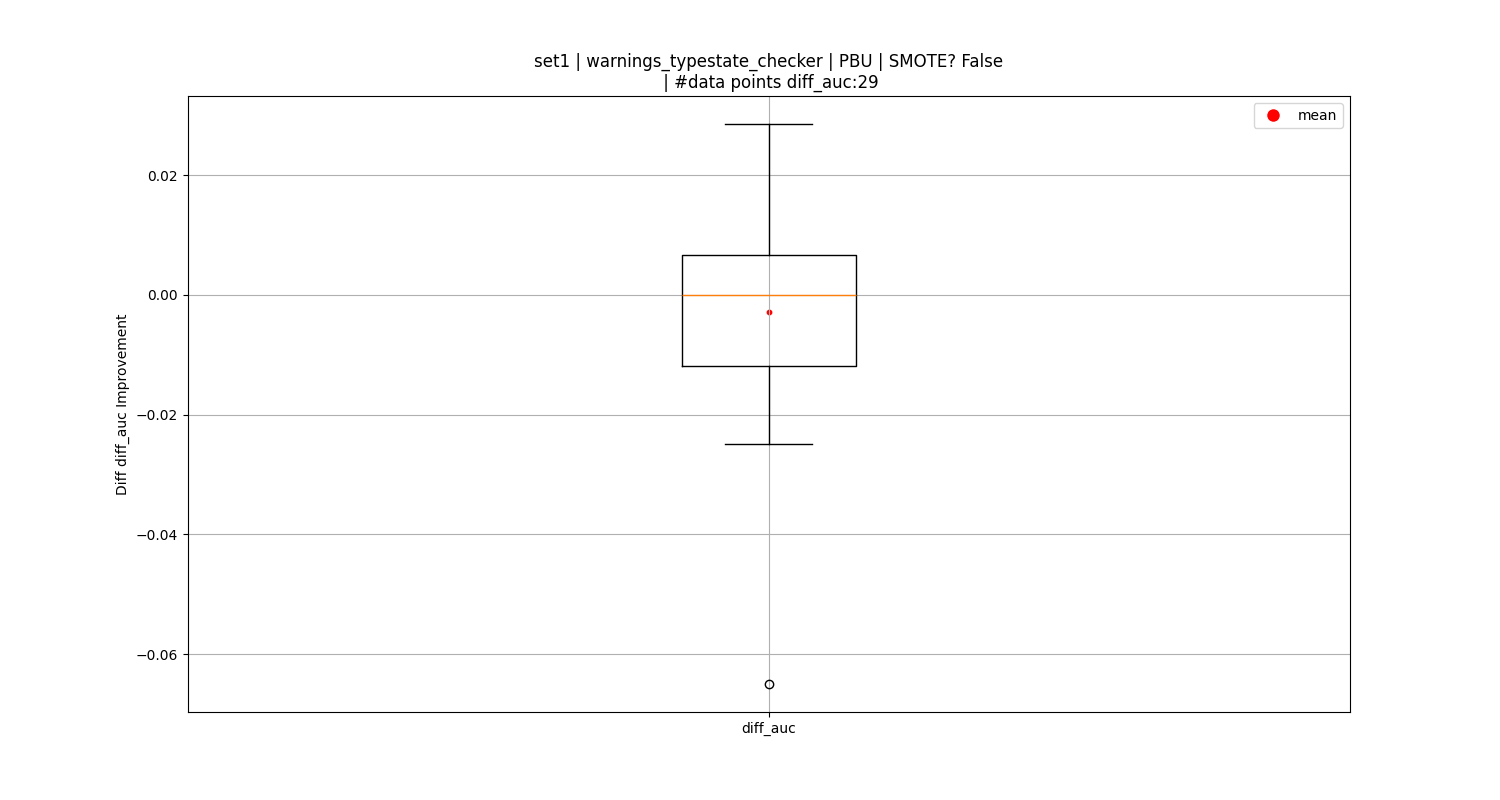 set1 | warnings_typestate_checker | PBU | SMOTE? False
| #data points diff_auc:29
mean
0.02
0.00
−0.02
−0.04
−0.06
Diff diff_auc Improvement
diff_auc